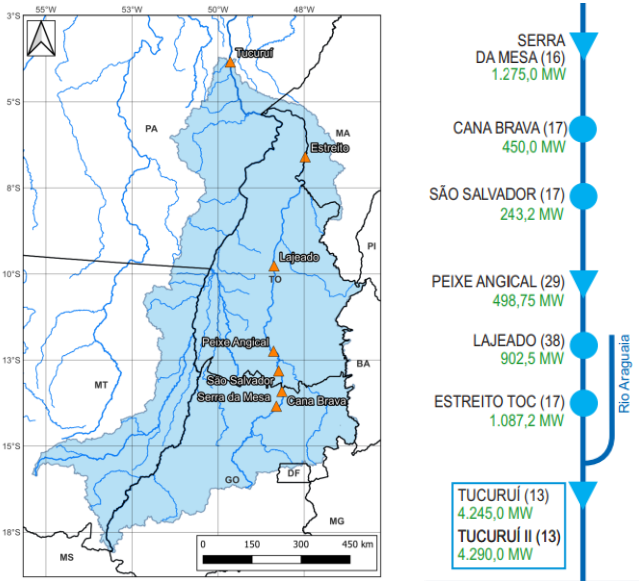 55°W
53°W
50°W
48°W
3°S
5°S
8°S
10°S
13°S
15°S
18°S
Tucuruí
PA
MA
Estreito
PI
Lajeado
TO
Peixe Angical
BA
São Salvador
MT
Serra da Mesa
Cana Brava
DF
GO
MG
MS
0 150 300 450 km
SERRA
DA MESA (16)
1.275,0 MW
CANA BRAVA (17)
450,0 MW
SÃO SALVADOR (17)
243,2 MW
PEIXE ANGICAL (29)
498,75 MW
LAJEADO (38)
902,5 MW
ESTREITO TOC (17)
1.087,2 MW
Rio Araguaia
TUCURUÍ (13)
4.245,0 MW
TUCURUÍ II (13)
4.290,0 MW